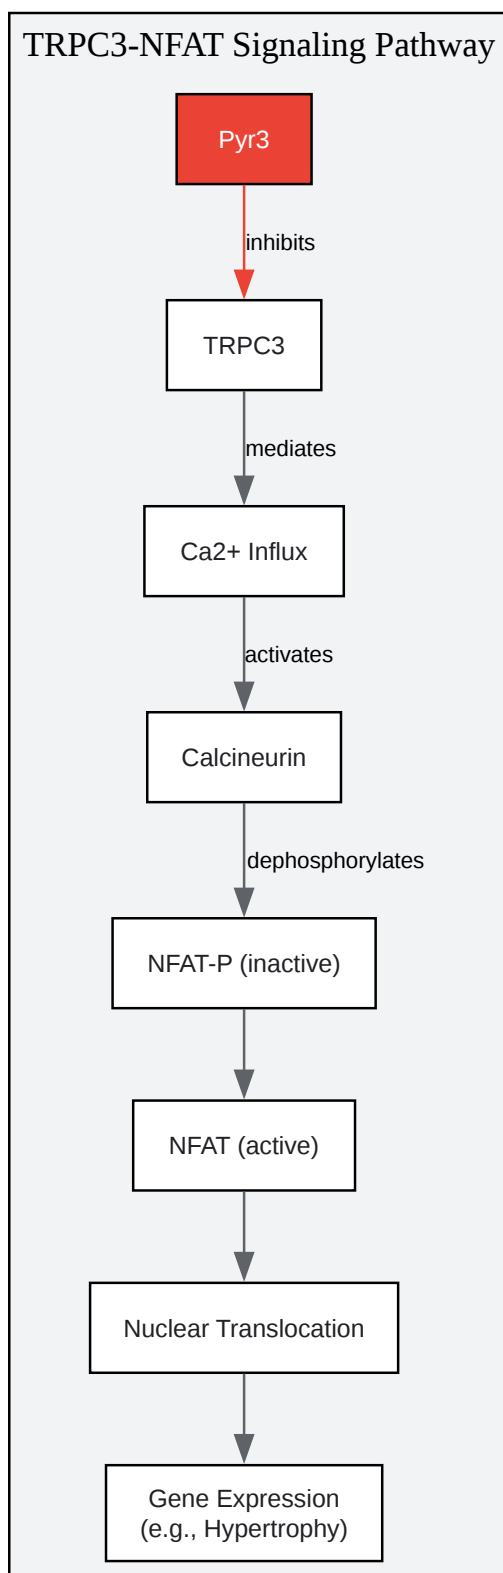 TRPC3-NFAT Signaling Pathway
Pyr3
inhibits
TRPC3
mediates
Ca2+ Influx
activates
Calcineurin
dephosphorylates
NFAT-P (inactive)
NFAT (active)
Nuclear Translocation
Gene Expression
(e.g., Hypertrophy)